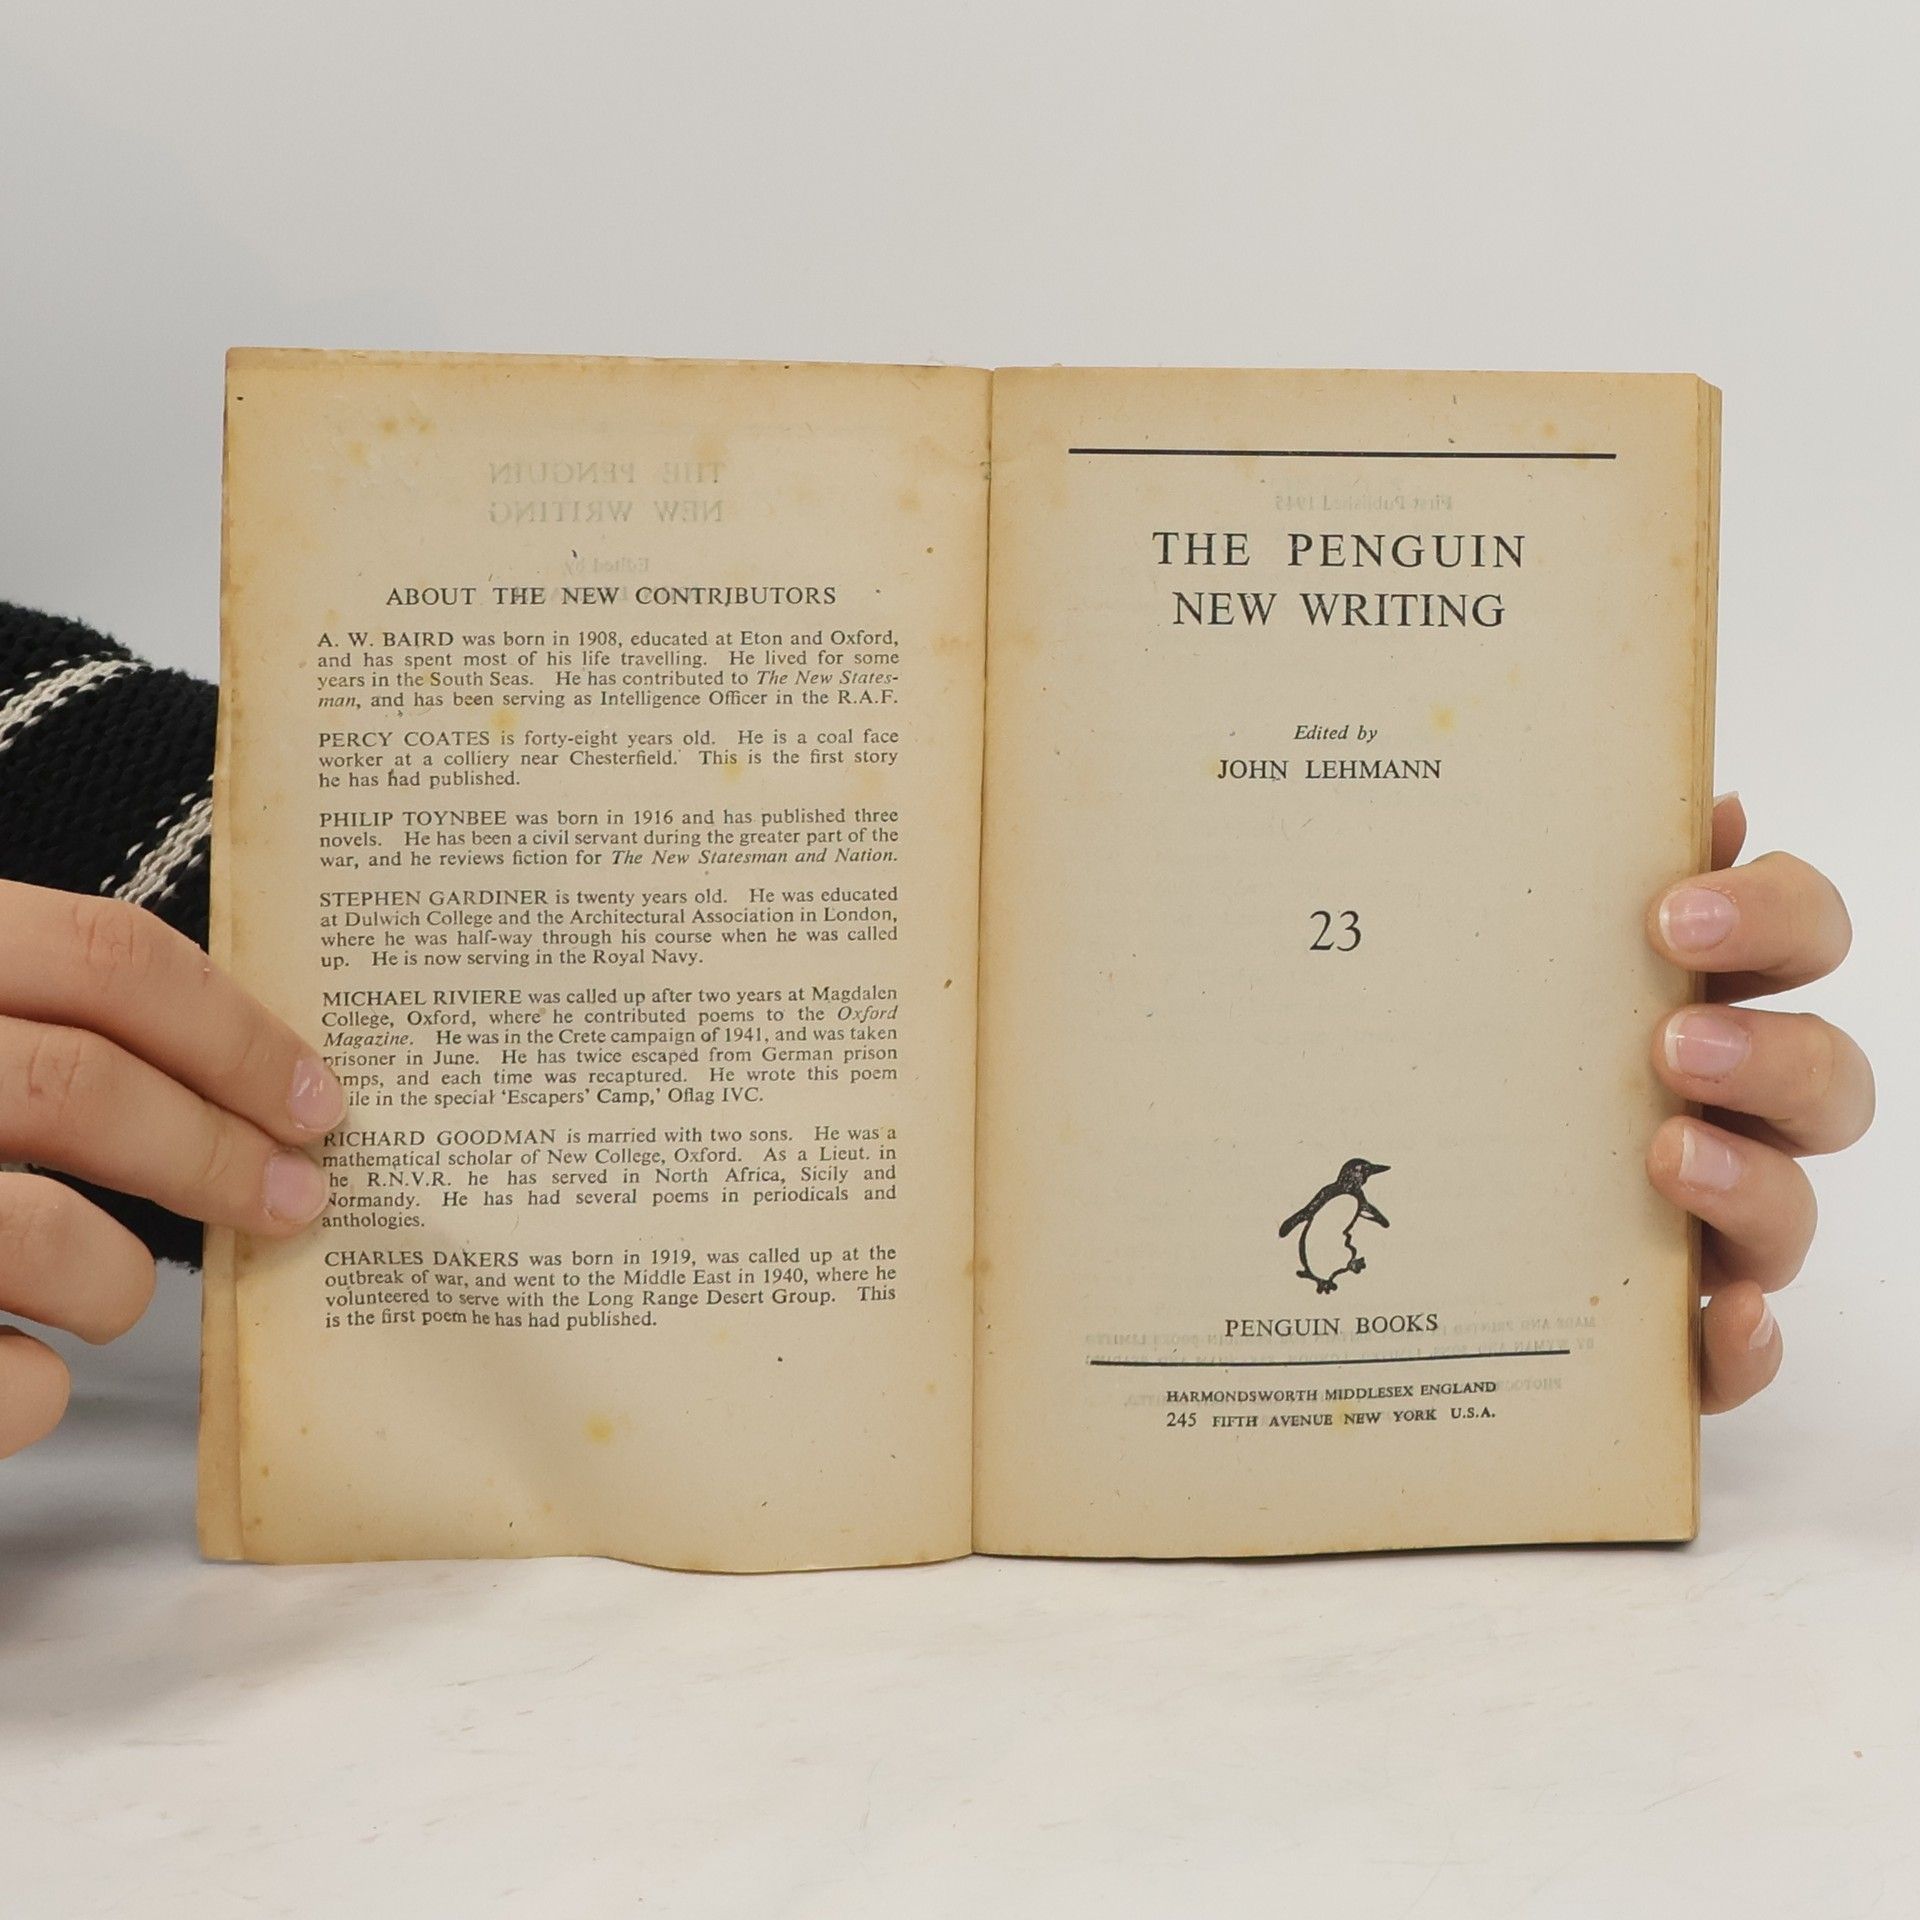 ABOUT THE NEW CONTRIBUTORS
A. W. BAIRD was born in 1908, educated at Eton and Oxford,
and has spent most of his life travelling. He lived for some
years in the South Seas. He has contributed to The New States-
man, and has been serving as Intelligence Officer in the R.A.F.
PERCY COATES is forty-eight years old. He is a coal face
worker at a colliery near Chesterfield. This is the first story
he has had published.
PHILIP TOYNBEE was born in 1916 and has published three
novels. He has been a civil servant during the greater part of the
war, and he reviews fiction for The New Statesman and Nation.
STEPHEN GARDINER is twenty years old. He was educated
at Dulwich College and the Architectural Association in London,
where he was half-way through his course when he was called
up. He is now serving in the Royal Navy.
MICHAEL RIVIERE was called up after two years at Magdalen
College, Oxford, where he contributed poems to the Oxford
Magazine. He was in the Crete campaign of 1941, and was taken
prisoner in June. He has twice escaped from German prison
amps, and each time was recaptured. He wrote this poem
ile in the special 'Escapers' Camp,' Oflag IVC.
RICHARD GOODMAN is married with two sons. He was a
mathematical scholar of New College, Oxford. As a Lieut. in
he R.N.V.R. he has served in North Africa, Sicily and
Normandy. He has had several poems in periodicals and
anthologies.
CHARLES DAKERS was born in 1919, was called up at the
outbreak of war, and went to the Middle East in 1940, where he
volunteered to serve with the Long Range Desert Group. This
is the first poem he has had published.
THE PENGUIN
NEW WRITING
Edited by
JOHN LEHMANN
23
PENGUIN BOOKS
HARMONDSWORTH MIDDLESEX ENGLAND
245 FIFTH AVENUE NEW YORK U.S.A.